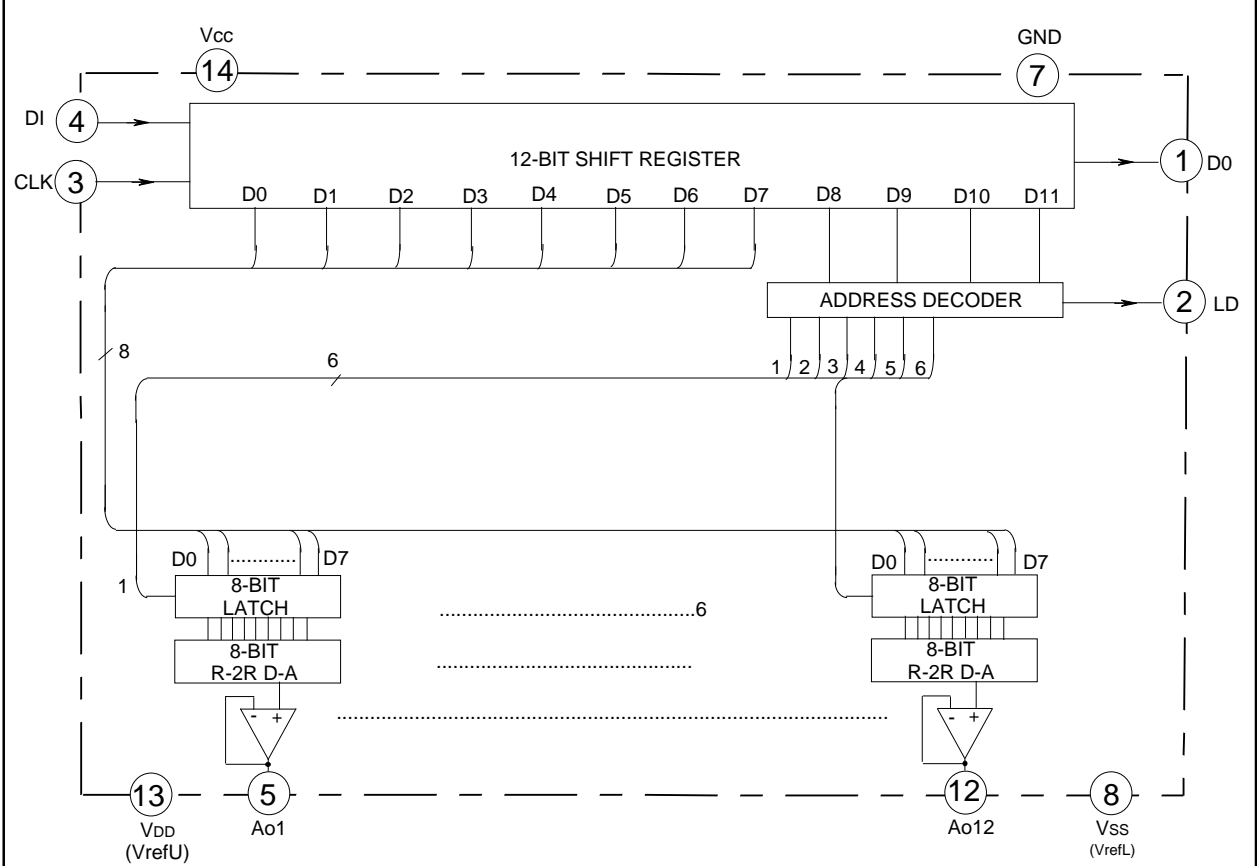 Vcc
GND
14
7
DI
4
12-BIT SHIFT REGISTER
1
D0
CLK
3
D0 D1 D2 D3 D4 D5 D6 D7 D8 D9 D10 D11
ADDRESS DECODER
2
LD
8
6
1 2 3 4 5 6
D0 ............ D7
D0 ............ D7
1
8-BIT
LATCH
..................................................6
8-BIT
LATCH
8-BIT
R-2R D-A
..................................................
8-BIT
R-2R D-A
- +
- +
13
5
12
8
VDD
(VrefU)
Ao1
Ao12
Vss
(VrefL)